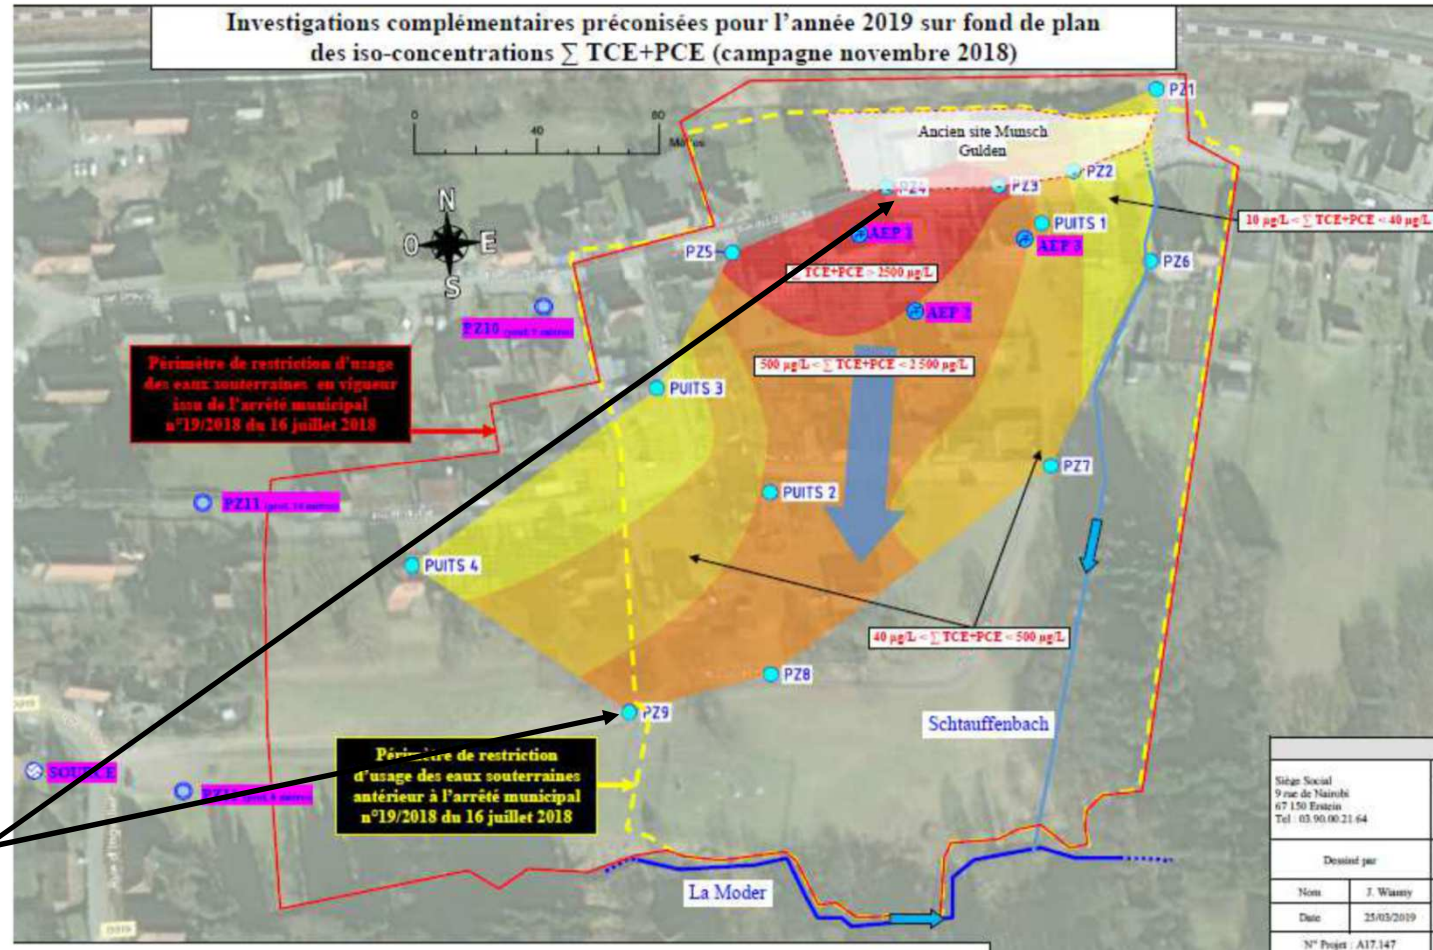 Investigations complémentaires préconisées pour l'année 2019 sur fond de plan
des iso-concentrations ∑ TCE+PCE (campagne novembre 2018)
PZ1
0
40
80
Ancien site Munsch
Gulden
PZ2
PZ4
PZ3
10 µg/L < ∑ TCE+PCE < 40 µg/L
N
O
E
S
PUITS 1
AEP 1
AEP 3
PZ5
PZ6
∑ TCE+PCE > 2500 µg/L
AEP 2
PZ10
500 µg/L < ∑ TCE+PCE < 2 500 µg/L
Périmètre de restriction d'usage
des eaux souterraines en vigueur
issu de l'arrêté municipal
n°19/2018 du 16 juillet 2018
PUITS 3
PZ7
PUITS 2
PZ11
PUITS 4
40 µg/L < ∑ TCE+PCE < 500 µg/L
PZ8
PZ9
Schtauffenbach
Périmètre de restriction
d'usage des eaux souterraines
antérieur à l'arrêté municipal
n°19/2018 du 16 juillet 2018
SOURCE
La Moder
Siège Social
9 rue de Nairobi
67 150 Erstein
Tel : 03.90.00.21.64
Dessiné par
Nom
J. Wianny
Date
25/03/2019
N° Projet : A17.147